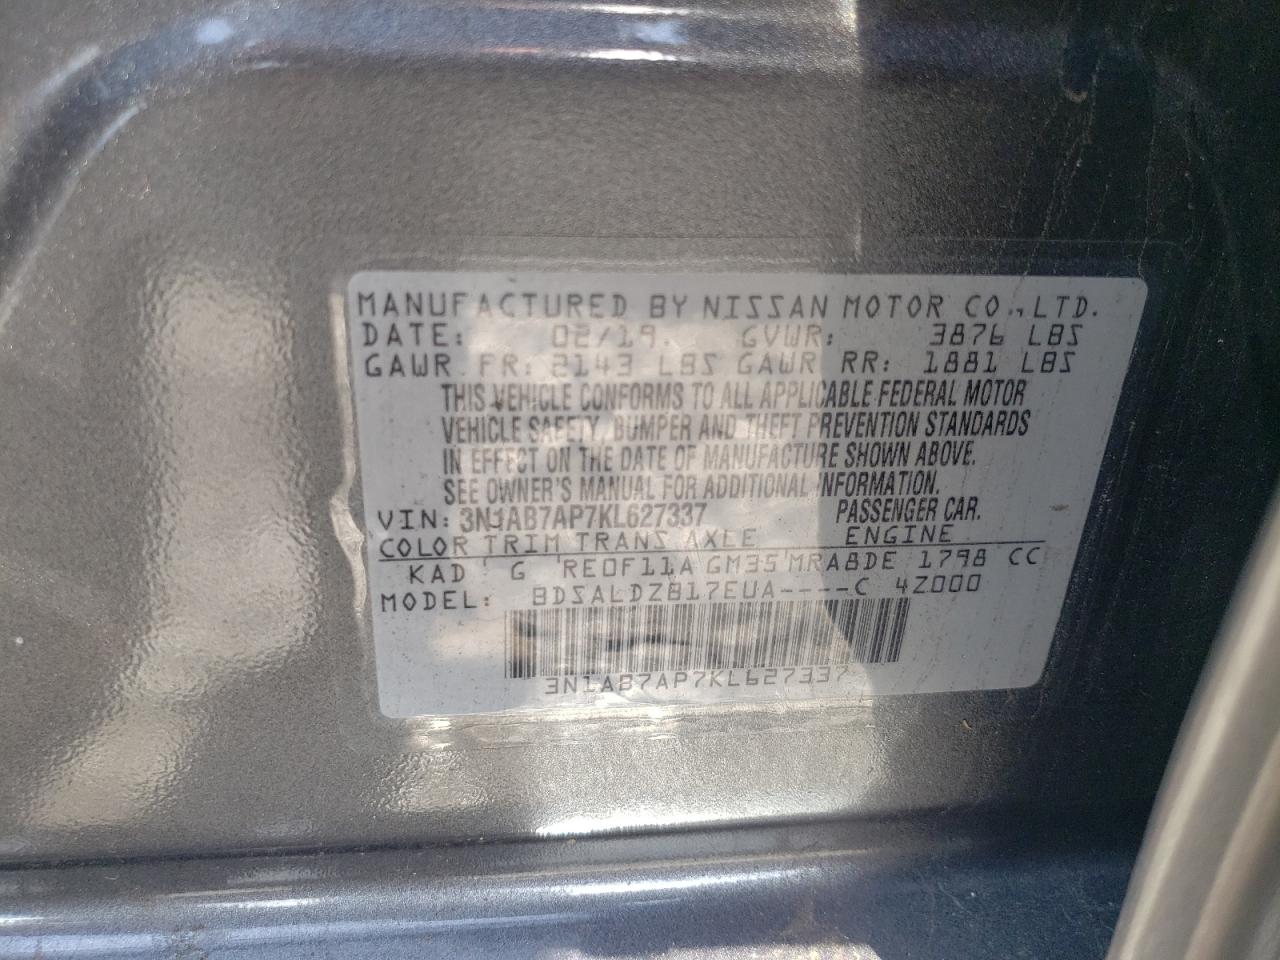 MANUFACTURED BY NISSAN MOTOR CO., LTD.
DATE: 02/19 GVWR: 3876 LBS
GAWR FR: 2143 LBS GAWR RR: 1881 LBS
THIS VEHICLE CONFORMS TO ALL APPLICABLE FEDERAL MOTOR
VEHICLE SAFETY, BUMPER AND THEFT PREVENTION STANDARDS
IN EFFECT ON THE DATE OF MANUFACTURE SHOWN ABOVE.
SEE OWNER'S MANUAL FOR ADDITIONAL INFORMATION.
VIN: 3N1AB7AP7KL627337 PASSENGER CAR.
COLOR TRIM TRANS AXLE ENGINE
KAD G RE0F11A GM35 MRA8DE 1798 CC
MODEL: BDSALDZB17EUA----C 4Z000
3N1AB7AP7KL627337